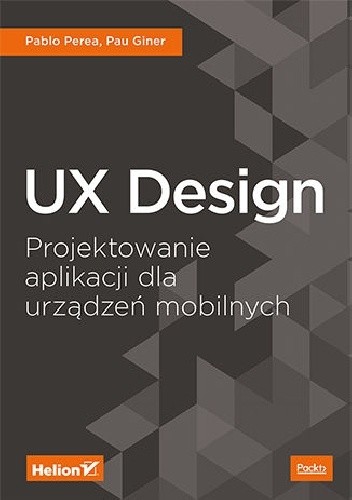 Pablo Perea, Pau Giner
UX Design
Projektowanie
aplikacji dla
urządzeń mobilnych
Helion
Packt>